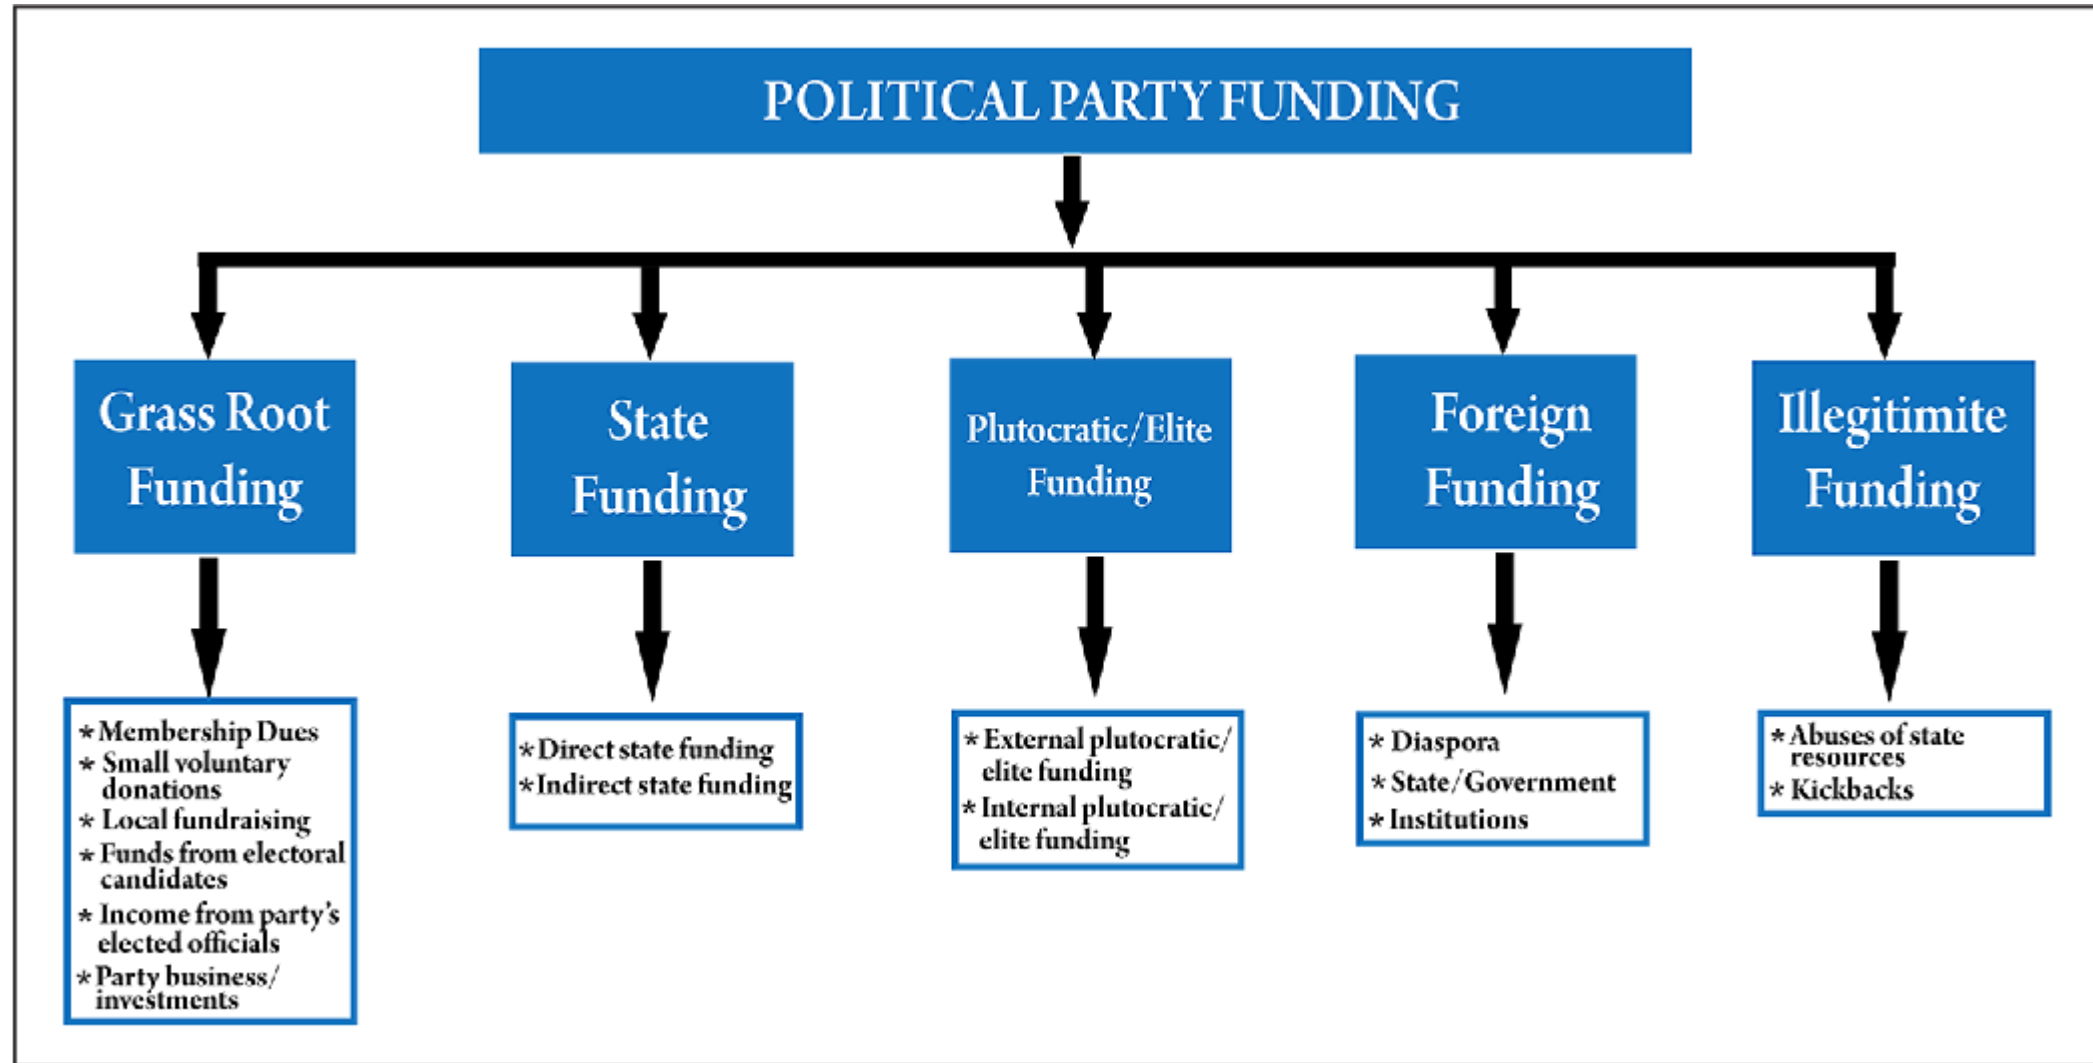 POLITICAL PARTY FUNDING
Grass Root
Funding
State
Funding
Plutocratic/Elite
Funding
Foreign
Funding
Illegitimite
Funding
* Membership Dues
* Small voluntary
donations
* Local fundraising
* Funds from electoral
candidates
* Income from party's
elected officials
* Party business/
investments
* Direct state funding
* Indirect state funding
* External plutocratic/
elite funding
* Internal plutocratic/
elite funding
* Diaspora
* State/Government
* Institutions
* Abuses of state
resources
* Kickbacks